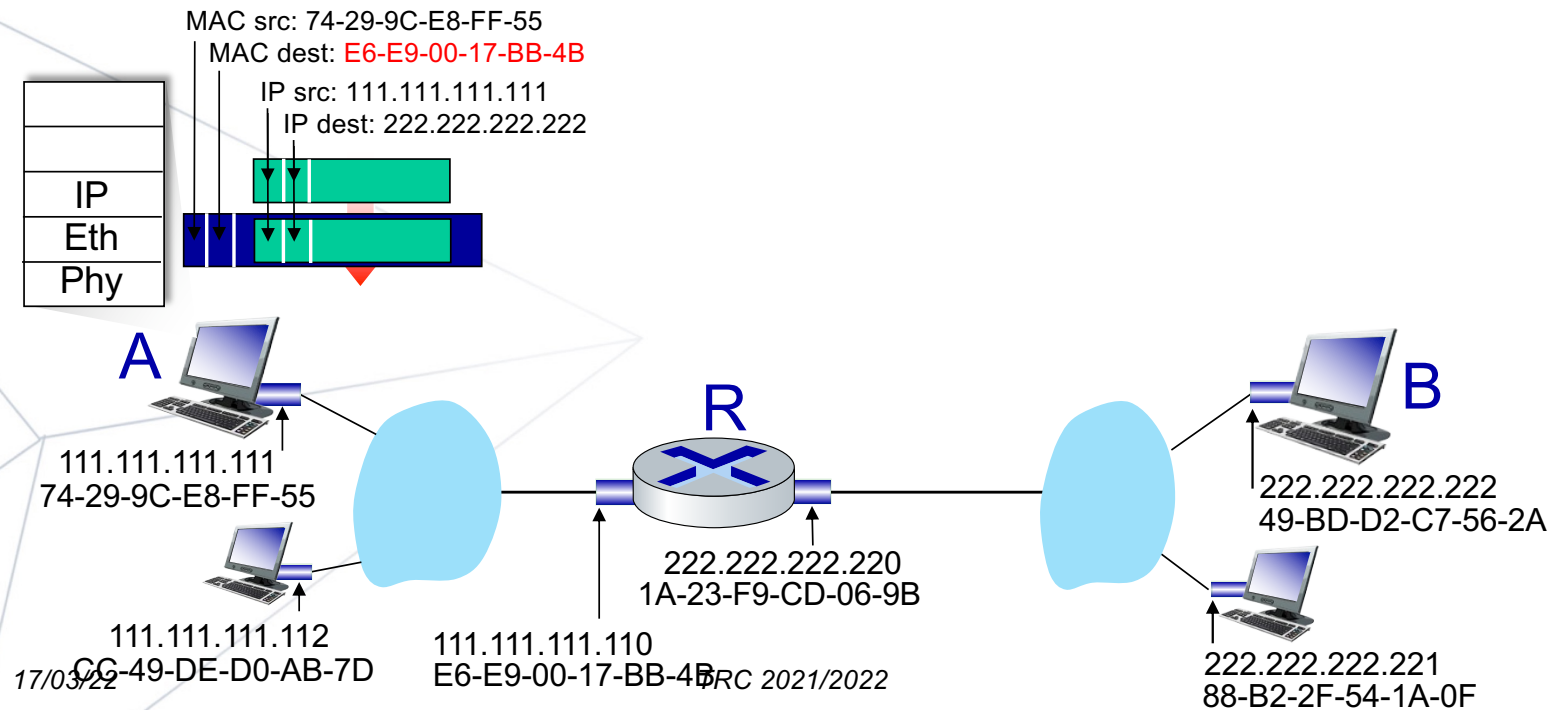 MAC src: 74-29-9C-E8-FF-55
MAC dest: E6-E9-00-17-BB-4B
IP src: 111.111.111.111
IP dest: 222.222.222.222
IP
Eth
Phy
A
R
B
111.111.111.111
74-29-9C-E8-FF-55
222.222.222.222
49-BD-D2-C7-56-2A
222.222.222.220
1A-23-F9-CD-06-9B
111.111.111.112
CC-49-DE-D0-AB-7D
111.111.111.110
E6-E9-00-17-BB-4B
222.222.222.221
88-B2-2F-54-1A-0F
17/03/22
TRC 2021/2022